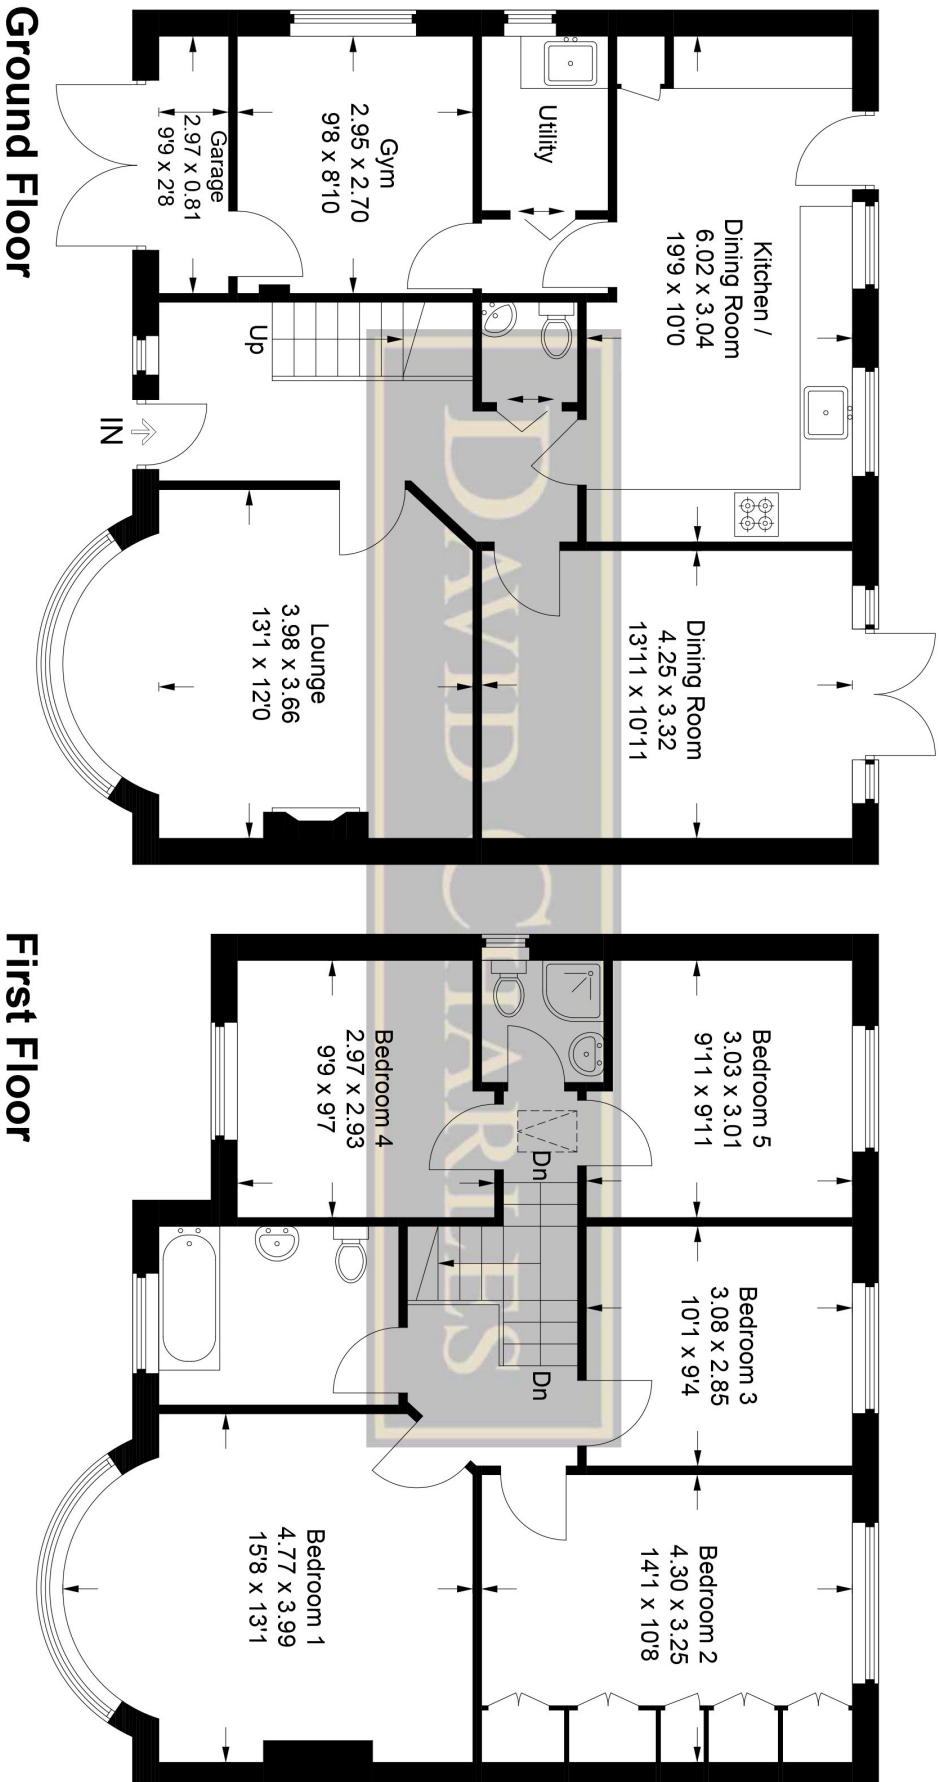 Ground Floor
Kitchen /
Dining Room
6.02 x 3.04
19'9 x 10'0
Dining Room
4.25 x 3.32
13'11 x 10'11
Utility
Gym
2.95 x 2.70
9'8 x 8'10
Garage
2.97 x 0.81
9'9 x 2'8
Up
IN
Lounge
3.98 x 3.66
13'1 x 12'0
First Floor
Bedroom 5
3.03 x 3.01
9'11 x 9'11
Bedroom 3
3.08 x 2.85
10'1 x 9'4
Bedroom 2
4.30 x 3.25
14'1 x 10'8
Dn
Dn
Bedroom 4
2.97 x 2.93
9'9 x 9'7
Bedroom 1
4.77 x 3.99
15'8 x 13'1
DAVID CHARLES